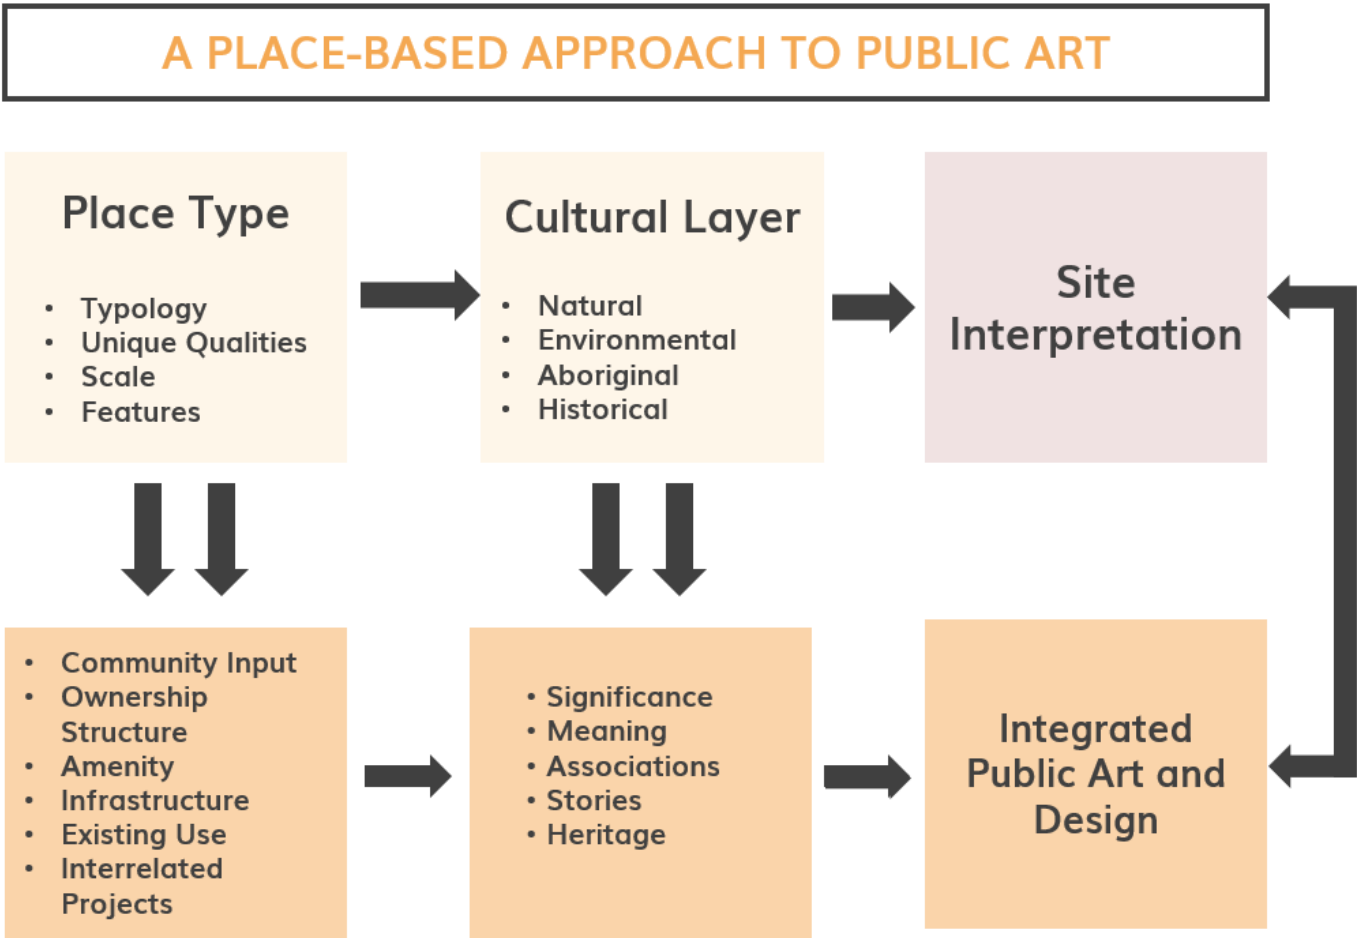 A PLACE-BASED APPROACH TO PUBLIC ART
Place Type
• Typology
• Unique Qualities
• Scale
• Features
Cultural Layer
• Natural
• Environmental
• Aboriginal
• Historical
Site
Interpretation
• Community Input
• Ownership
Structure
• Amenity
• Infrastructure
• Existing Use
• Interrelated
Projects
• Significance
• Meaning
• Associations
• Stories
• Heritage
Integrated
Public Art and
Design